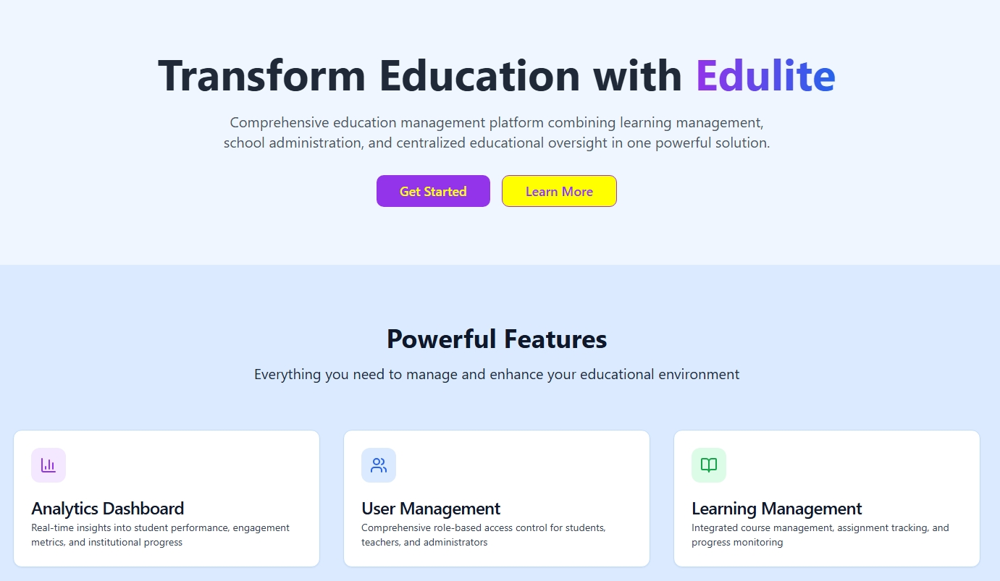 Transform Education with Edulite
Comprehensive education management platform combining learning management,
school administration, and centralized educational oversight in one powerful solution.
Get Started
Learn More
Powerful Features
Everything you need to manage and enhance your educational environment
Analytics Dashboard
Real-time insights into student performance, engagement
metrics, and institutional progress
User Management
Comprehensive role-based access control for students,
teachers, and administrators
Learning Management
Integrated course management, assignment tracking, and
progress monitoring